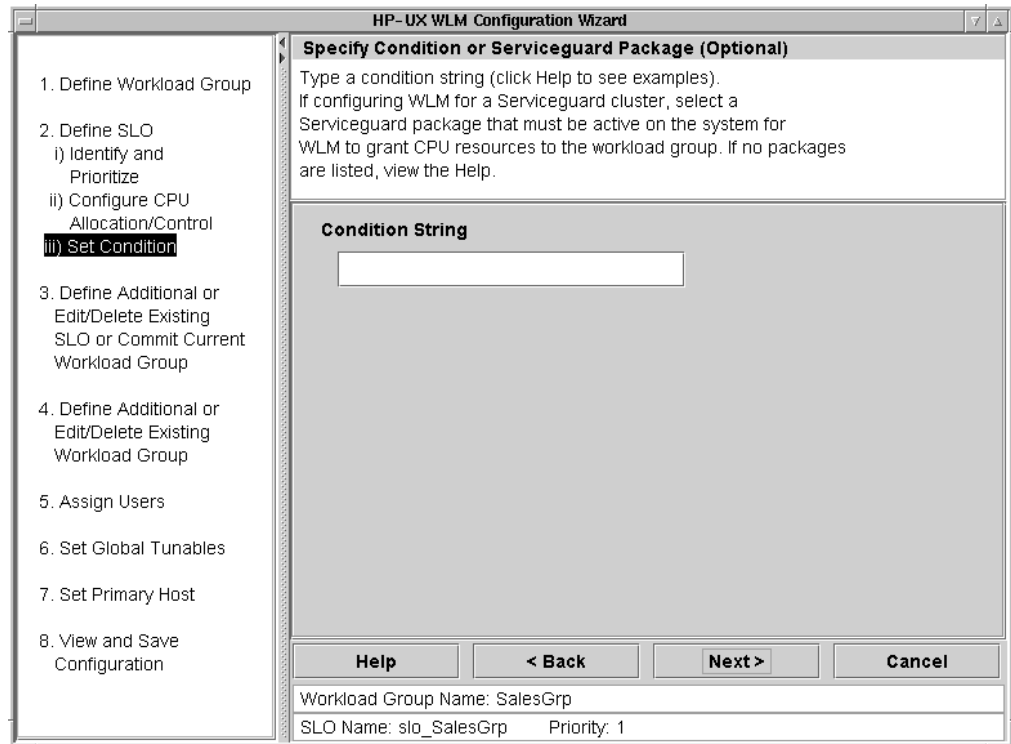 HP-UX WLM Configuration Wizard
1. Define Workload Group
2. Define SLO
i) Identify and
Prioritize
ii) Configure CPU
Allocation/Control
iii) Set Condition
3. Define Additional or
Edit/Delete Existing
SLO or Commit Current
Workload Group
4. Define Additional or
Edit/Delete Existing
Workload Group
5. Assign Users
6. Set Global Tunables
7. Set Primary Host
8. View and Save
Configuration
Specify Condition or Serviceguard Package (Optional)
Type a condition string (click Help to see examples).
If configuring WLM for a Serviceguard cluster, select a
Serviceguard package that must be active on the system for
WLM to grant CPU resources to the workload group. If no packages
are listed, view the Help.
Condition String
Help < Back Next > Cancel
Workload Group Name: SalesGrp
SLO Name: slo_SalesGrp Priority: 1